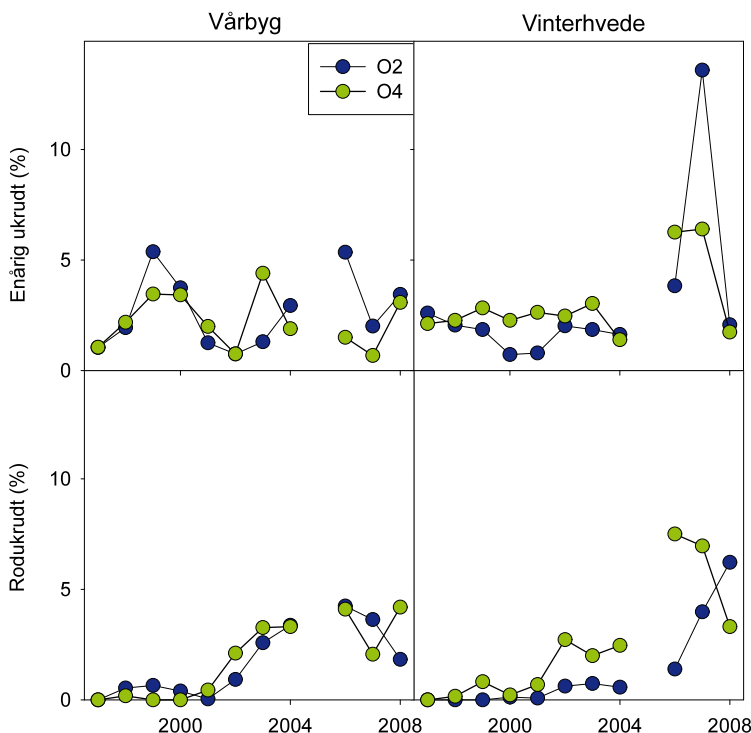 Vårbyg Vinterhvede
O2
O4
Enårig ukrudt (%)
10
5
0
Rodukrudt (%)
10
5
0
2000 2004 2008 2000 2004 2008